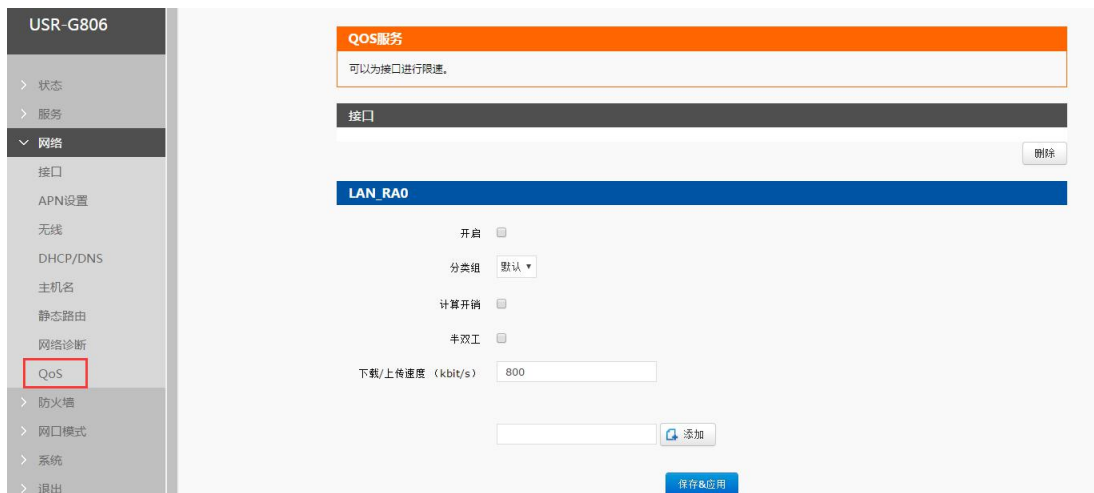 USR-G806
状态
服务
网络
接口
APN设置
无线
DHCP/DNS
主机名
静态路由
网络诊断
QoS
防火墙
网口模式
系统
退出
QOS服务
可以为接口进行限速。
接口
删除
LAN_RA0
开启
分类组 默认
计算开销
半双工
下载/上传速度 （kbit/s） 800
添加
保存&应用